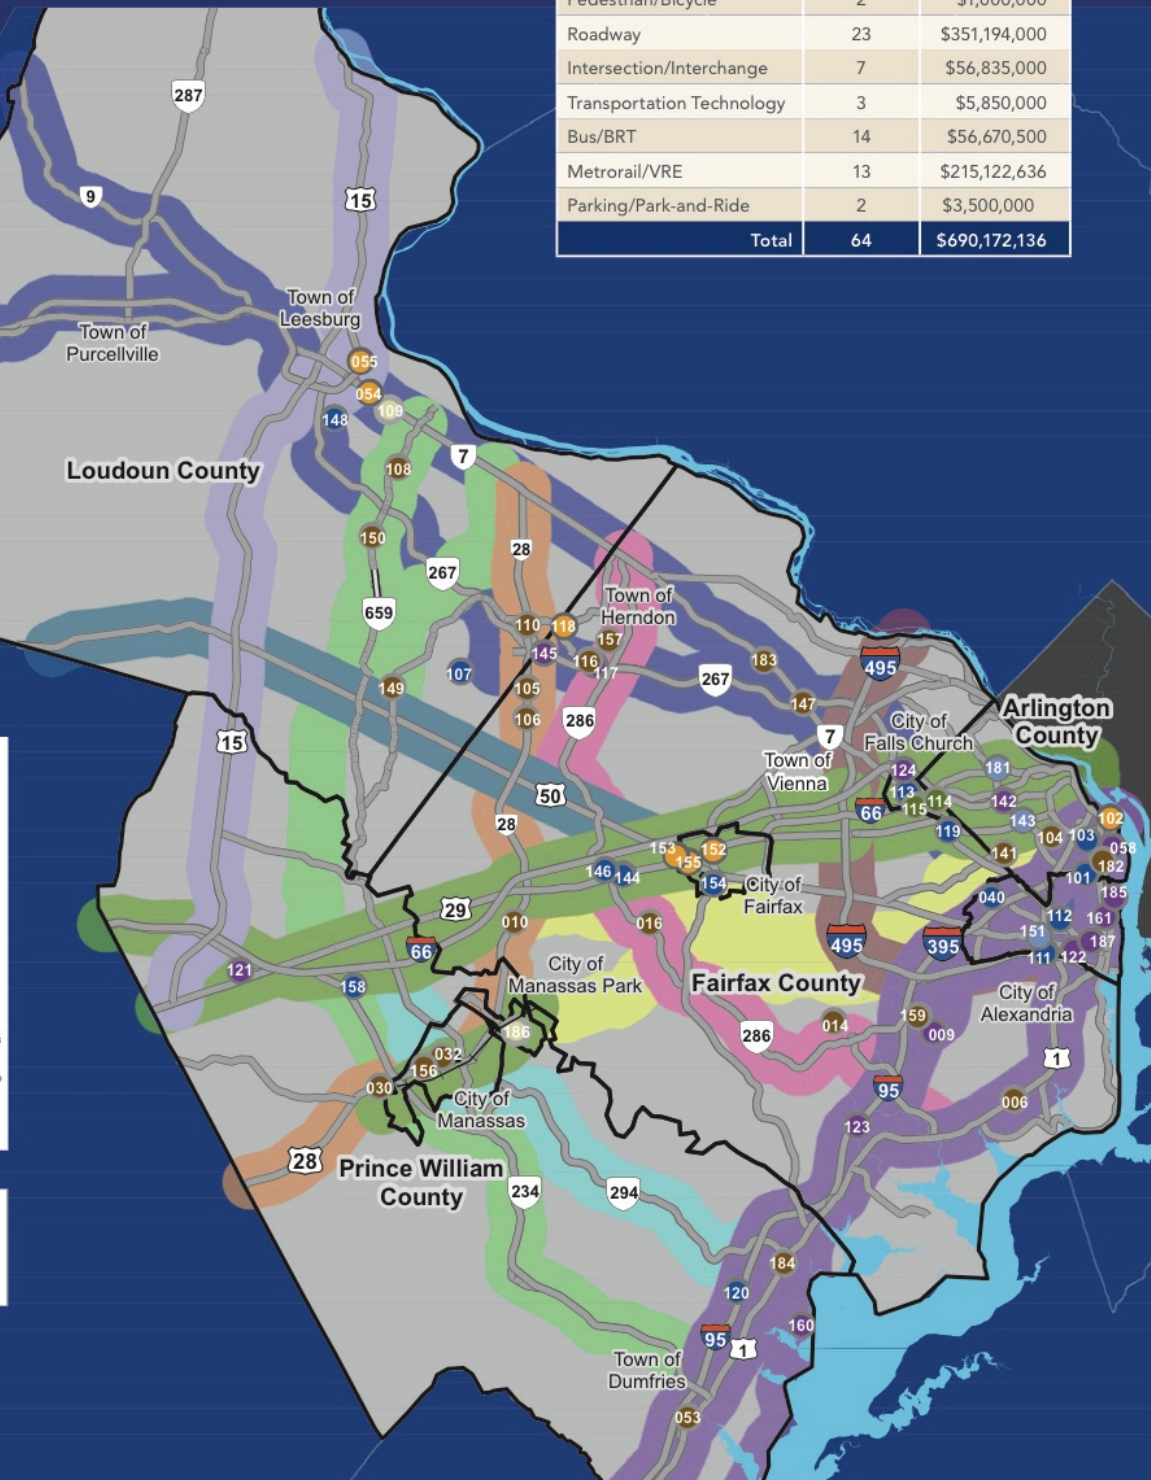 Pedestrian/Bicycle 2 $1,000,000
Roadway 23 $351,194,000
Intersection/Interchange 7 $56,835,000
Transportation Technology 3 $5,850,000
Bus/BRT 14 $56,670,500
Metrorail/VRE 13 $215,122,636
Parking/Park-and-Ride 2 $3,500,000
Total 64 $690,172,136
287
9
15
Town of
Leesburg
Town of
Purcellville
055
054
109
148
7
Loudoun County
108
150
28
267
659
Town of
Herndon
110
118
157
145
116
117
183
495
107
149
105
267
147
106
286
7
Arlington
County
City of
Falls Church
15
Town of
Vienna
124
181
50
113
142
66
115
114
143
102
28
119
104
103
153
152
141
058
155
182
146
144
154
101
City of
Fairfax
040
185
29
010
016
112
161
66
495
395
151
187
111
122
121
158
City of
Manassas Park
Fairfax County
City of
Alexandria
186
286
014
159
009
032
156
030
1
95
006
City of
Manassas
123
28
Prince William
County
234
294
184
120
160
95
1
Town of
Dumfries
053